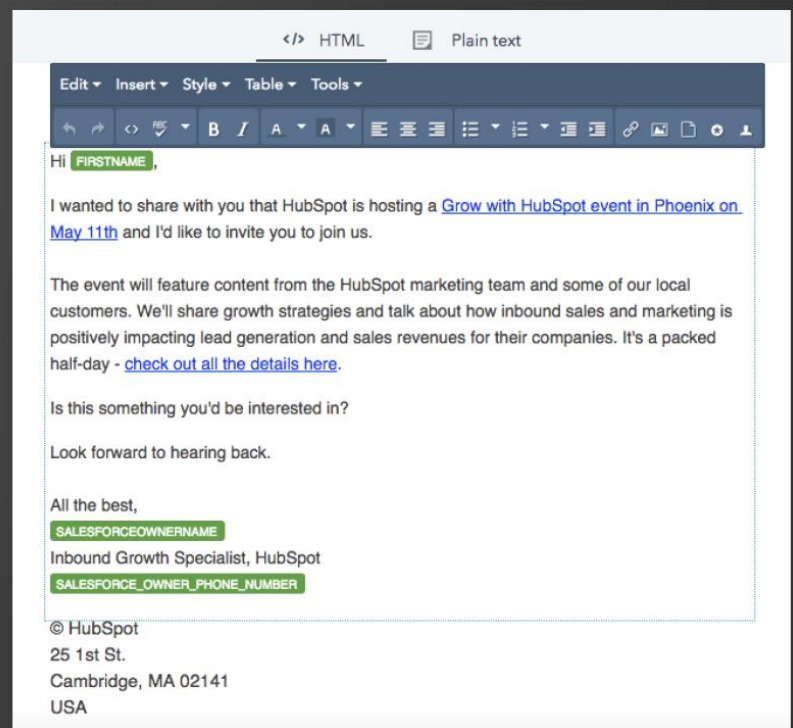 </> HTML Plain text
Edit Insert Style Table Tools
<> ABC B I A A
Hi FIRSTNAME ,
I wanted to share with you that HubSpot is hosting a Grow with HubSpot event in Phoenix on
May 11th and I'd like to invite you to join us.
The event will feature content from the HubSpot marketing team and some of our local
customers. We'll share growth strategies and talk about how inbound sales and marketing is
positively impacting lead generation and sales revenues for their companies. It's a packed
half-day - check out all the details here.
Is this something you'd be interested in?
Look forward to hearing back.
All the best,
SALESFORCEOWNERNAME
Inbound Growth Specialist, HubSpot
SALESFORCE_OWNER_PHONE_NUMBER
© HubSpot
25 1st St.
Cambridge, MA 02141
USA